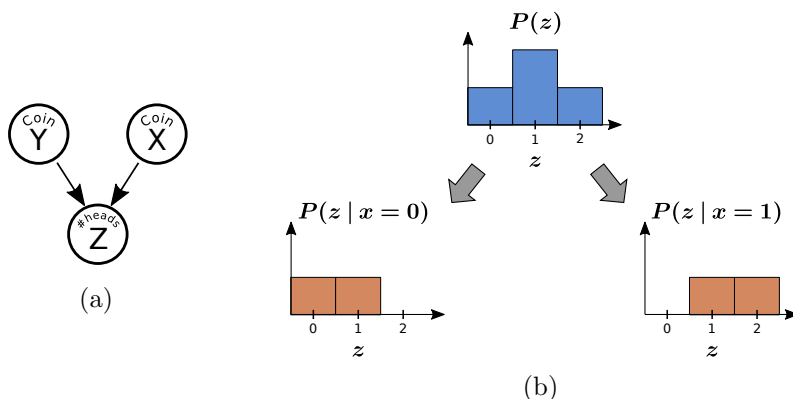 Coin
Y
Coin
X
#heads
Z
(a)
P(z)
0 1 2
z
P(z | x = 0)
0 1 2
z
P(z | x = 1)
0 1 2
z
(b)